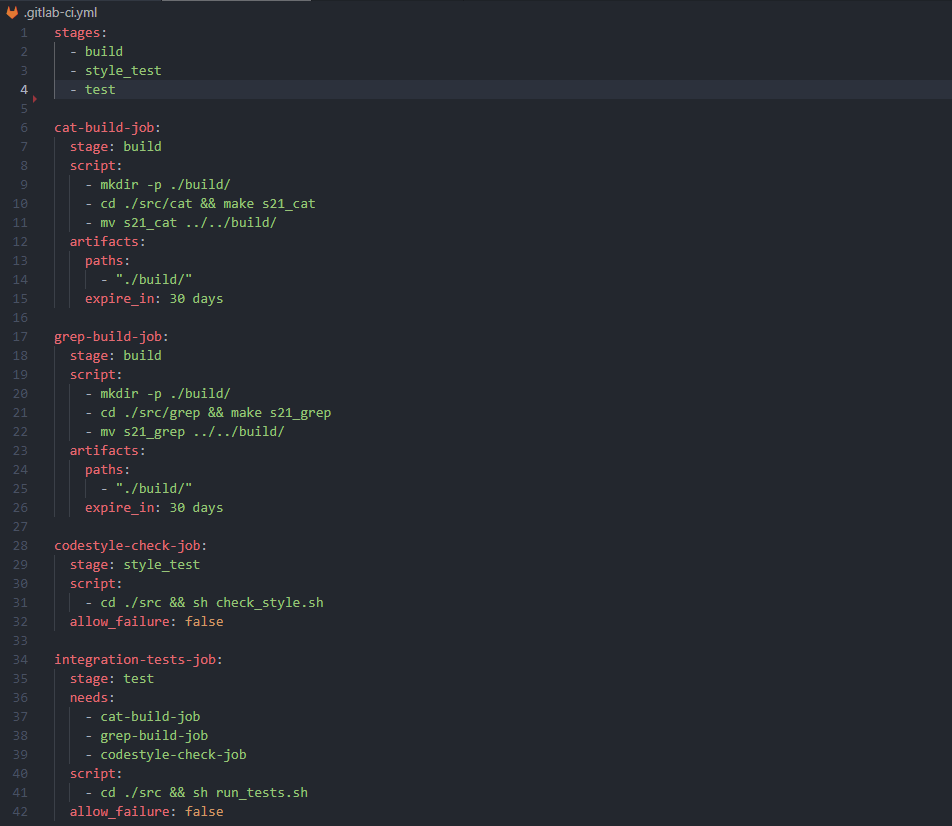 .gitlab-ci.yml
1 stages:
2   - build
3   - style_test
4   - test
5
6 cat-build-job:
7   stage: build
8   script:
9     - mkdir -p ./build/
10     - cd ./src/cat && make s21_cat
11     - mv s21_cat ../../build/
12   artifacts:
13     paths:
14       - "./build/"
15     expire_in: 30 days
16
17 grep-build-job:
18   stage: build
19   script:
20     - mkdir -p ./build/
21     - cd ./src/grep && make s21_grep
22     - mv s21_grep ../../build/
23   artifacts:
24     paths:
25       - "./build/"
26     expire_in: 30 days
27
28 codestyle-check-job:
29   stage: style_test
30   script:
31     - cd ./src && sh check_style.sh
32   allow_failure: false
33
34 integration-tests-job:
35   stage: test
36   needs:
37     - cat-build-job
38     - grep-build-job
39     - codestyle-check-job
40   script:
41     - cd ./src && sh run_tests.sh
42   allow_failure: false